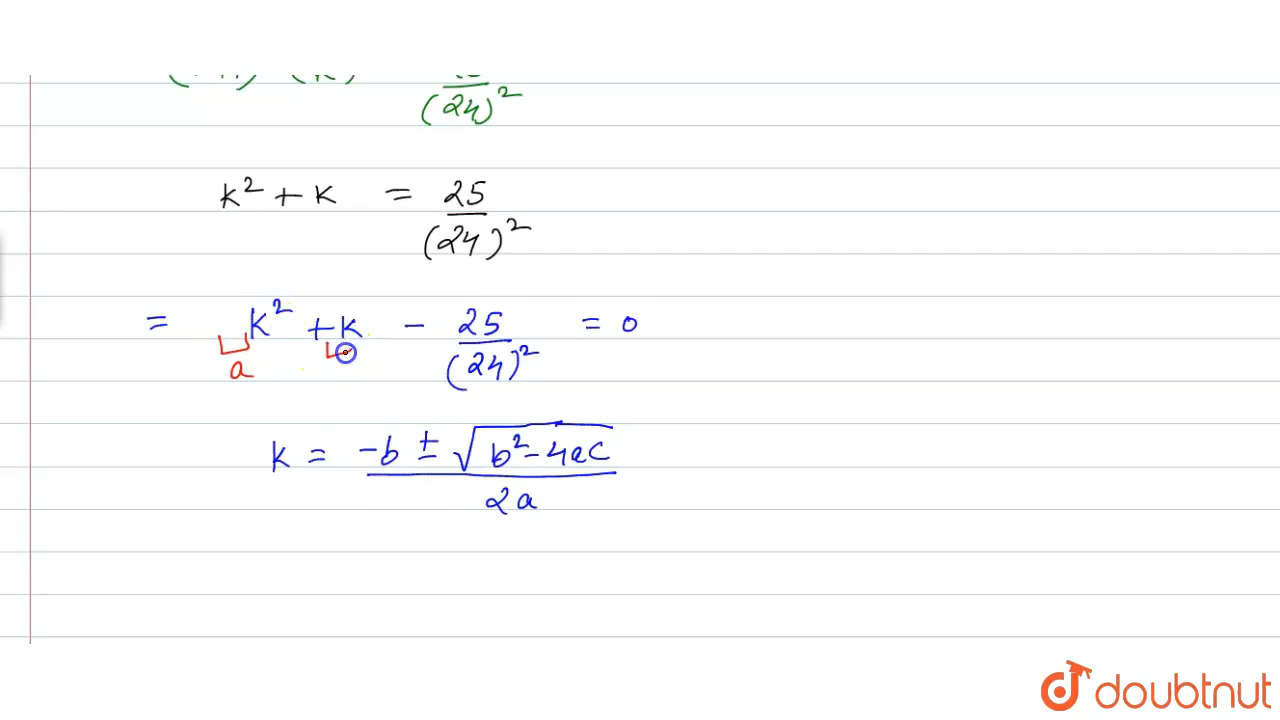 (24)²
k² + k = 25/(24)²
= k² + k - 25/(24)² = 0
a
k = -b ± √(b² - 4ac) / 2a
doubtnut